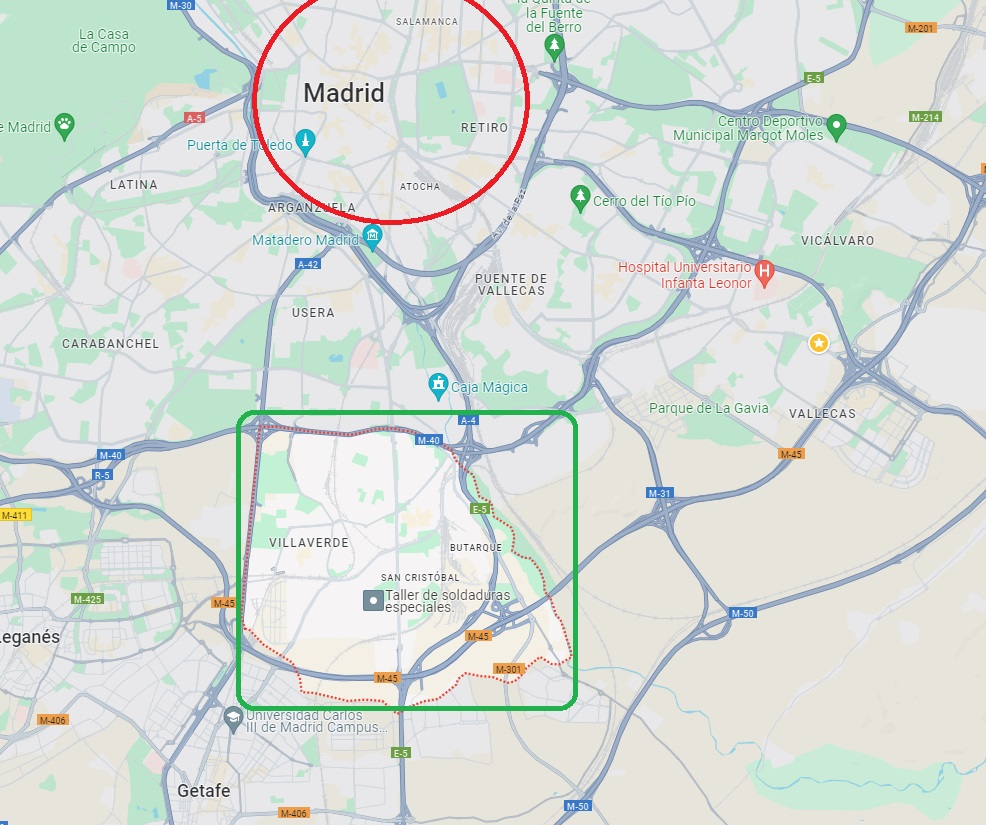 M-30
SALAMANCA
la Quinta de
la Fuente
del Berro
M-201
La Casa
de Campo
E-5
Madrid
A-5
M-214
Centro Deportivo
Municipal Margot Moles
e Madrid
RETIRO
Puerta de Toledo
LATINA
ATOCHA
Cerro del Tío Pío
ARGANZUELA
Av. de la Paz
Matadero Madrid
VICÁLVARO
A-42
Hospital Universitario
Infanta Leonor
PUENTE DE
VALLECAS
USERA
CARABANCHEL
Caja Mágica
Parque de La Gavia
VALLECAS
A-4
M-40
M-40
M-45
R-5
M-31
M-411
E-5
VILLAVERDE
BUTARQUE
SAN CRISTÓBAL
Taller de soldaduras
especiales.
M-425
M-45
M-50
Leganés
M-45
M-301
M-45
M-406
Universidad Carlos
III de Madrid Campus...
E-5
Getafe
M-406
M-50